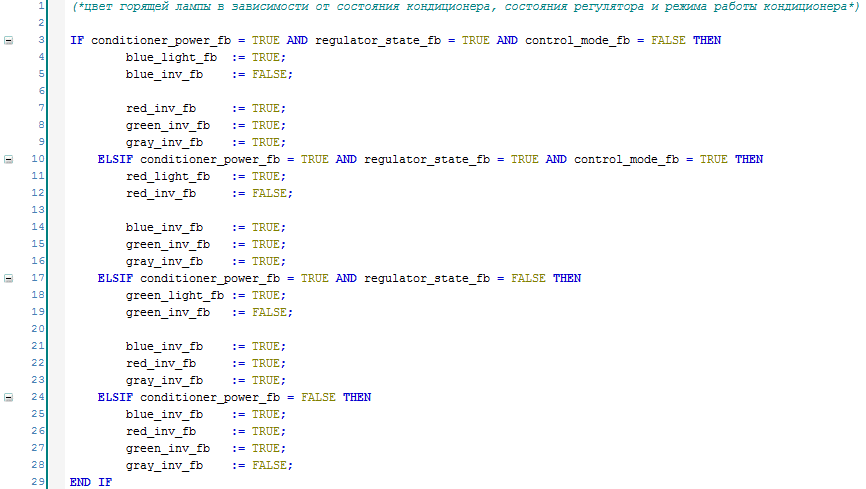 1 (*цвет горящей лампы в зависимости от состояния кондиционера, состояния регулятора и режима работы кондиционера*)
2
3 IF conditioner_power_fb = TRUE AND regulator_state_fb = TRUE AND control_mode_fb = FALSE THEN
4 blue_light_fb := TRUE;
5 blue_inv_fb := FALSE;
6
7 red_inv_fb := TRUE;
8 green_inv_fb := TRUE;
9 gray_inv_fb := TRUE;
10 ELSIF conditioner_power_fb = TRUE AND regulator_state_fb = TRUE AND control_mode_fb = TRUE THEN
11 red_light_fb := TRUE;
12 red_inv_fb := FALSE;
13
14 blue_inv_fb := TRUE;
15 green_inv_fb := TRUE;
16 gray_inv_fb := TRUE;
17 ELSIF conditioner_power_fb = TRUE AND regulator_state_fb = FALSE THEN
18 green_light_fb := TRUE;
19 green_inv_fb := FALSE;
20
21 blue_inv_fb := TRUE;
22 red_inv_fb := TRUE;
23 gray_inv_fb := TRUE;
24 ELSIF conditioner_power_fb = FALSE THEN
25 blue_inv_fb := TRUE;
26 red_inv_fb := TRUE;
27 green_inv_fb := TRUE;
28 gray_inv_fb := FALSE;
29 END_IF